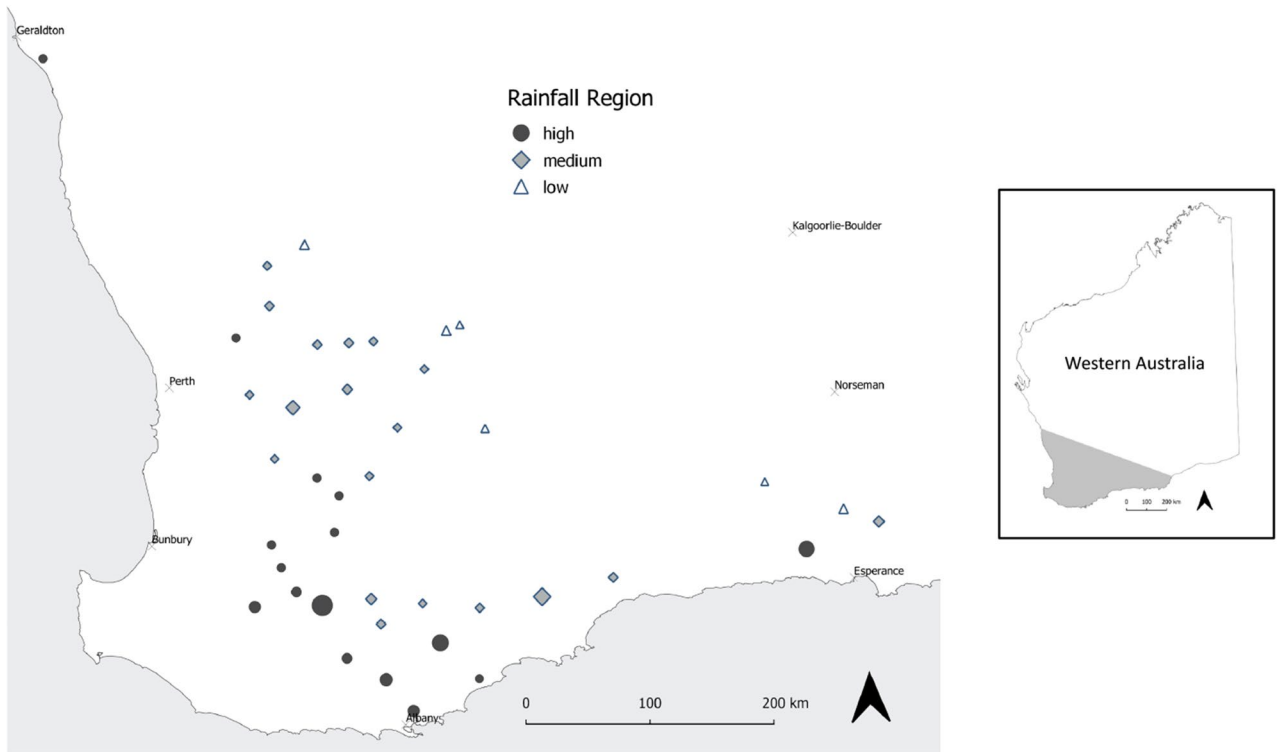 Geraldton
Rainfall Region
high
medium
low
Kalgoorlie-Boulder
Perth
Norseman
Bunbury
Esperance
Albany
0 100 200 km
Western Australia
0 100 200 km